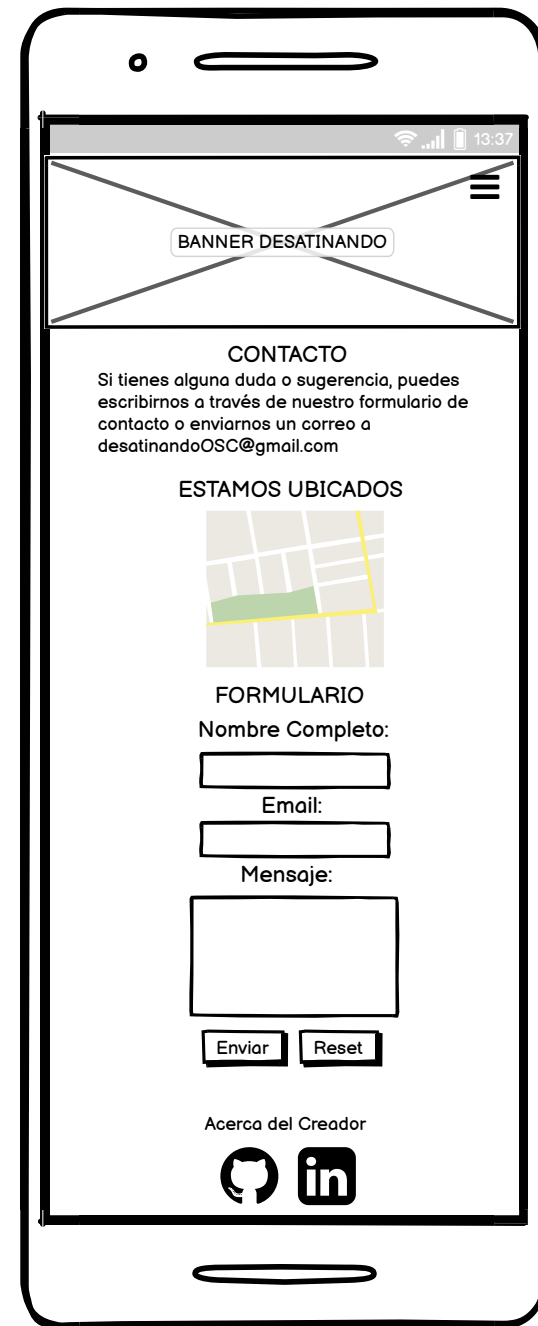 13:37
BANNER DESATINANDO
CONTACTO
Si tienes alguna duda o sugerencia, puedes
escribirnos a través de nuestro formulario de
contacto o enviarnos un correo a
desatinandoOSC@gmail.com
ESTAMOS UBICADOS
FORMULARIO
Nombre Completo:
Email:
Mensaje:
Enviar Reset
Acerca del Creador
in